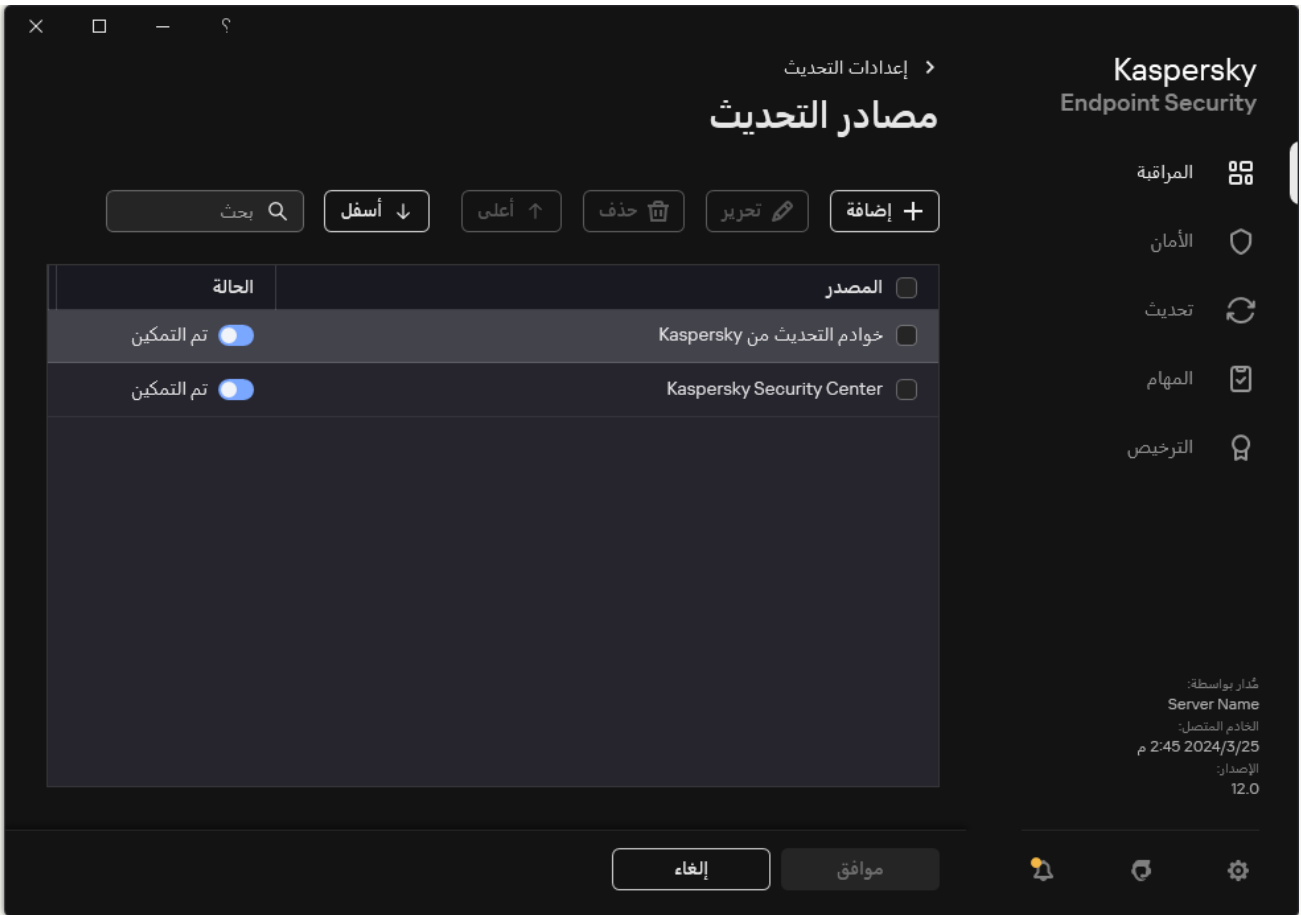 ؟
Kaspersky
Endpoint Security
المراقبة
الأمان
تحديث
المهام
الترخيص
مُدار بواسطة:
Server Name
الخادم المتصل:
2024/3/25 2:45 م
الإصدار:
12.0
إعدادات التحديث
مصادر التحديث
إضافة تحرير حذف أعلى أسفل بحث
المصدر الحالة
خوادم التحديث من Kaspersky تم التمكين
Kaspersky Security Center تم التمكين
موافق إلغاء